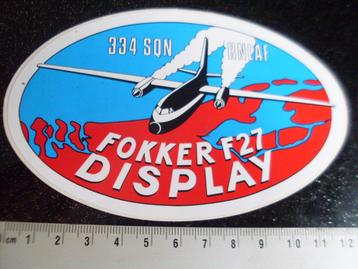 334 SQN RNLAF
FOKKER F27
DISPLAY
cm 1 2 3 4 5 6 7 8 9 10 11 12